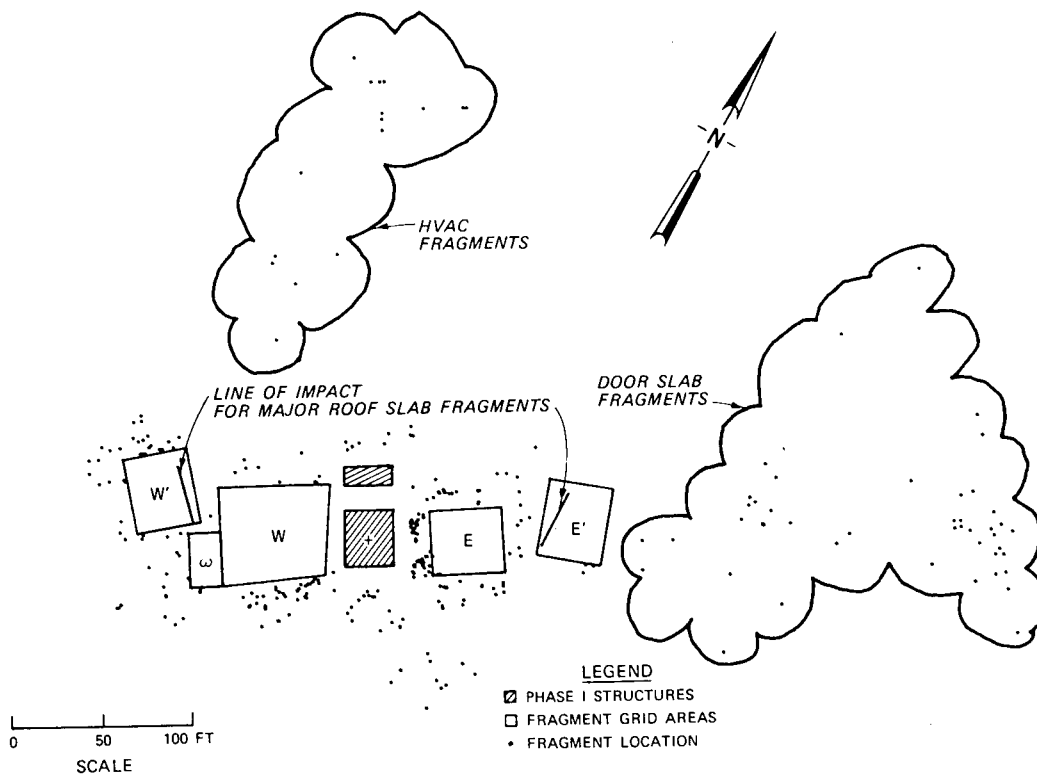 N
HVAC
FRAGMENTS
LINE OF IMPACT
FOR MAJOR ROOF SLAB FRAGMENTS
DOOR SLAB
FRAGMENTS
W'
W
E
E'
ω
LEGEND
PHASE I STRUCTURES
FRAGMENT GRID AREAS
FRAGMENT LOCATION
0 50 100 FT
SCALE